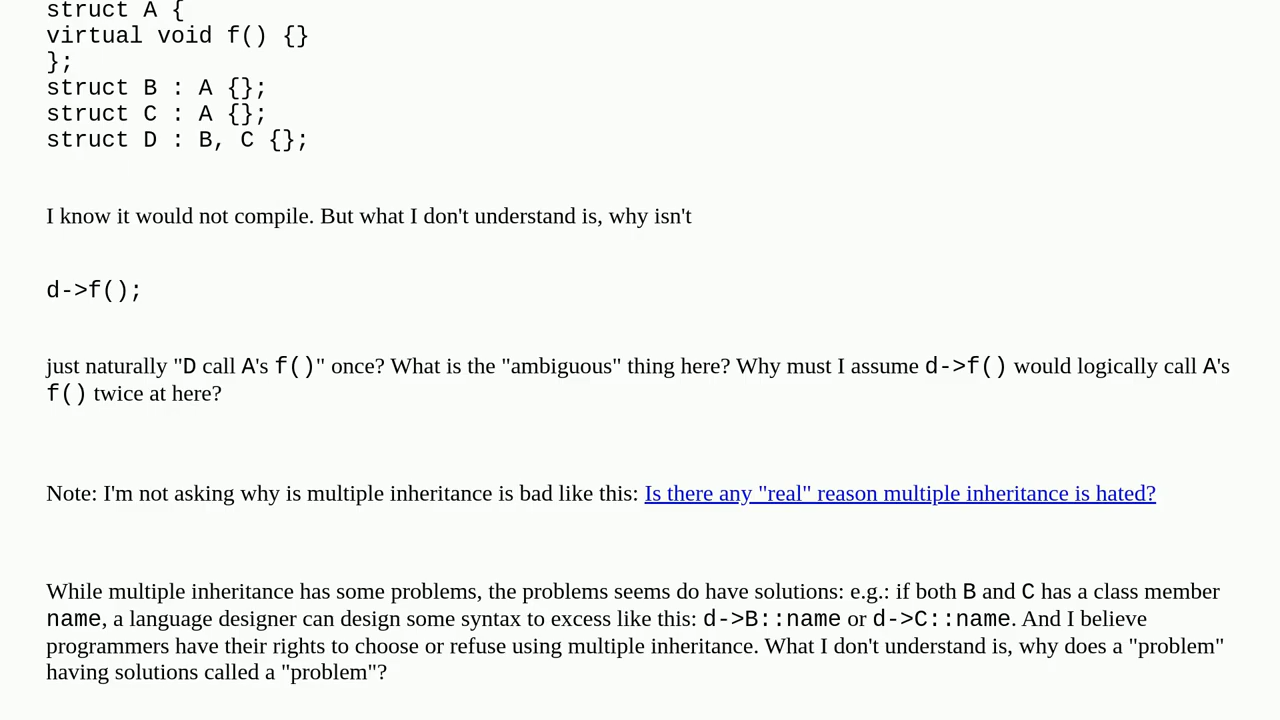 struct A {
virtual void f() {}
};
struct B : A {};
struct C : A {};
struct D : B, C {};
I know it would not compile. But what I don't understand is, why isn't
d->f();
just naturally "D call A's f()" once? What is the "ambiguous" thing here? Why must I assume d->f() would logically call A's
f() twice at here?
Note: I'm not asking why is multiple inheritance is bad like this: Is there any "real" reason multiple inheritance is hated?
While multiple inheritance has some problems, the problems seems do have solutions: e.g.: if both B and C has a class member
name, a language designer can design some syntax to excess like this: d->B::name or d->C::name. And I believe
programmers have their rights to choose or refuse using multiple inheritance. What I don't understand is, why does a "problem"
having solutions called a "problem"?